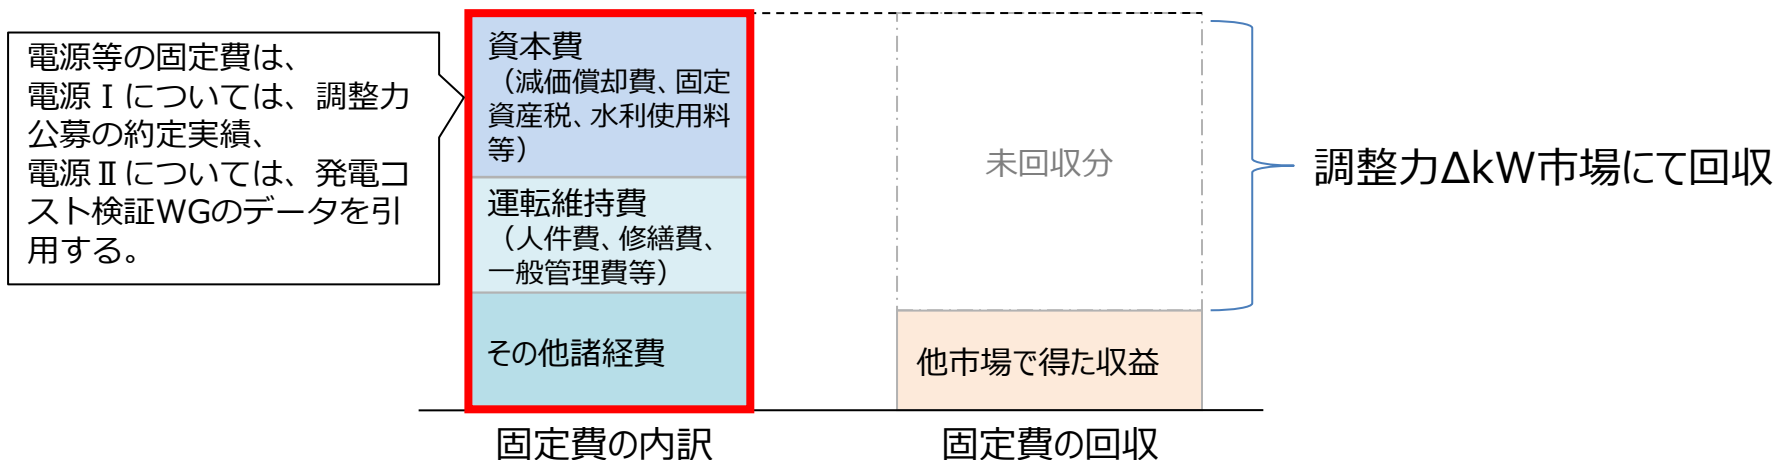 電源等の固定費は、
電源Ⅰについては、調整力
公募の約定実績、
電源Ⅱについては、発電コ
スト検証WGのデータを引
用する。
資本費
（減価償却費、固定
資産税、水利使用料
等）
運転維持費
（人件費、修繕費、
一般管理費等）
その他諸経費
固定費の内訳
未回収分
他市場で得た収益
固定費の回収
調整力ΔkW市場にて回収